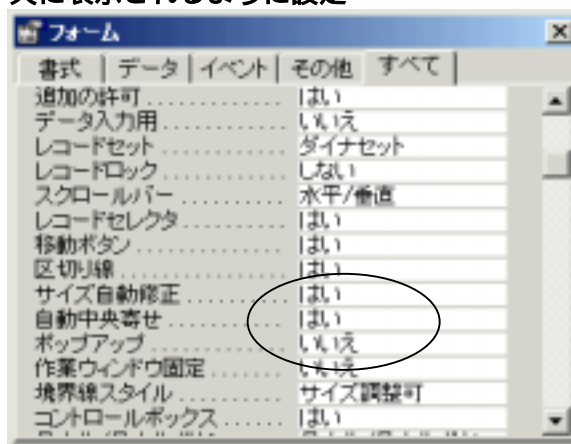 央に表示されるように設定
フォーム
書式 データ イベント その他 すべて
追加の許可............. はい
データ入力用............ いいえ
レコードセット............ ダイナセット
レコードロック............ しない
スクロールバー .......... 水平/垂直
レコードセレクタ.......... はい
移動ボタン.............. はい
区切り線................ はい
サイズ自動修正 .......... はい
自動中央寄せ ........... はい
ポップアップ............. いいえ
作業ウィンドウ固定....... いいえ
境界線スタイル .......... サイズ調整可
コントロールボックス...... はい